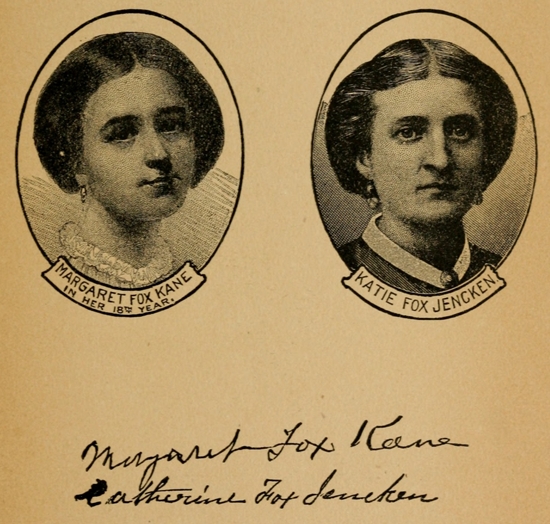 MARGARET FOX KANE
IN HER 18TH YEAR.
KATIE FOX JENCKEN
Margaret Fox Kane
Catherine Fox Jencken